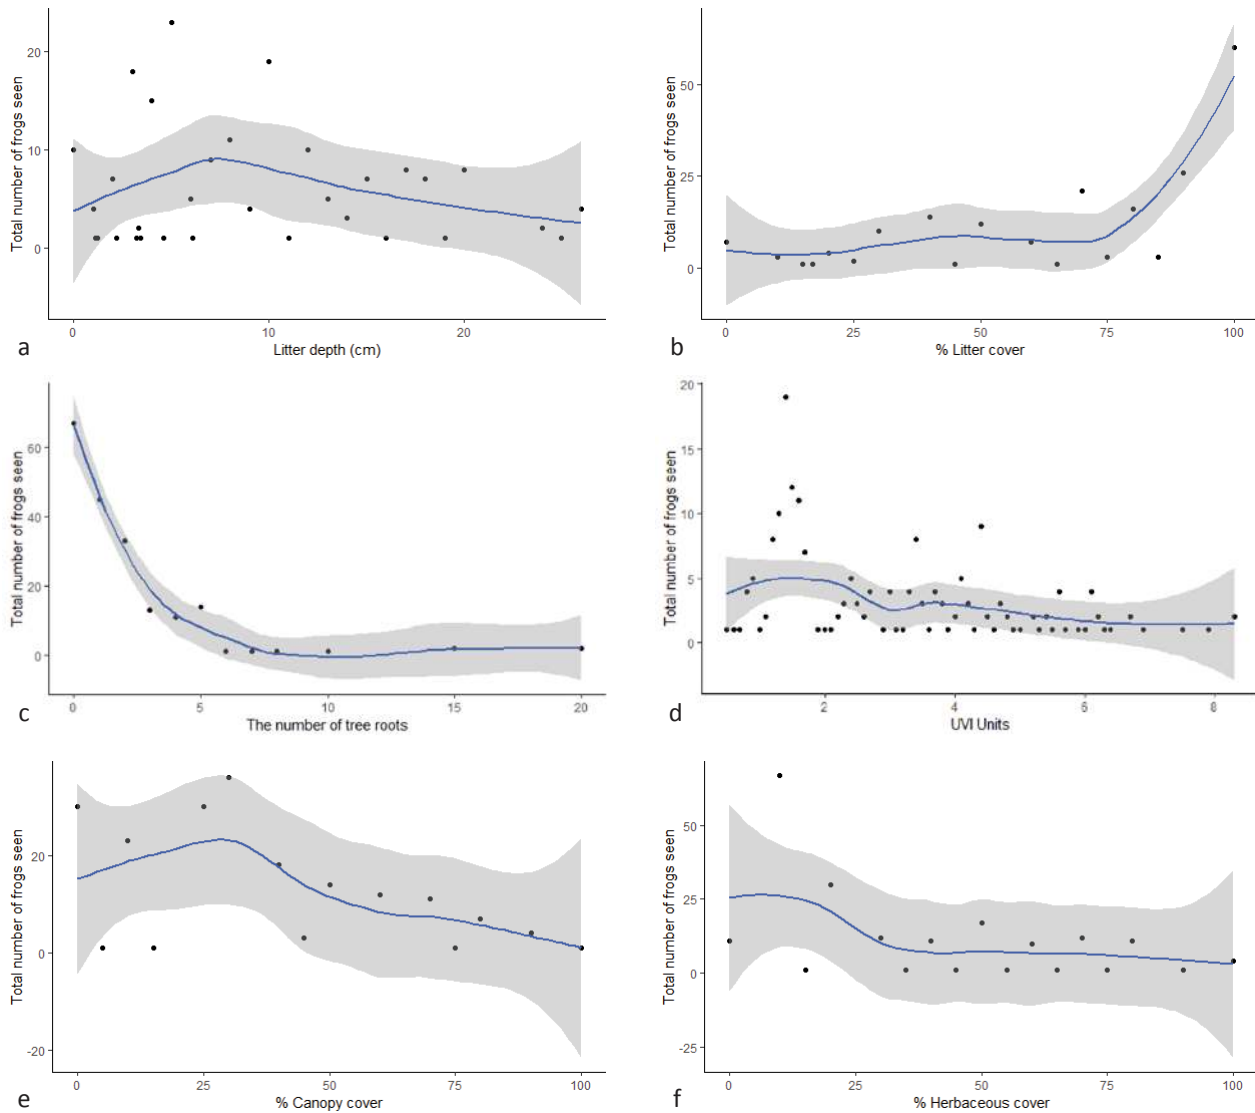 Total number of frogs seen
20
10
0
0 10 20
a Litter depth (cm)
Total number of frogs seen
50
25
0
0 25 50 75 100
b % Litter cover
Total number of frogs seen
60
40
20
0
0 5 10 15 20
c The number of tree roots
Total number of frogs seen
20
15
10
5
0
2 4 6 8
d UVI Units
Total number of frogs seen
20
0
-20
0 25 50 75 100
e % Canopy cover
Total number of frogs seen
50
25
0
-25
0 25 50 75 100
f % Herbaceous cover